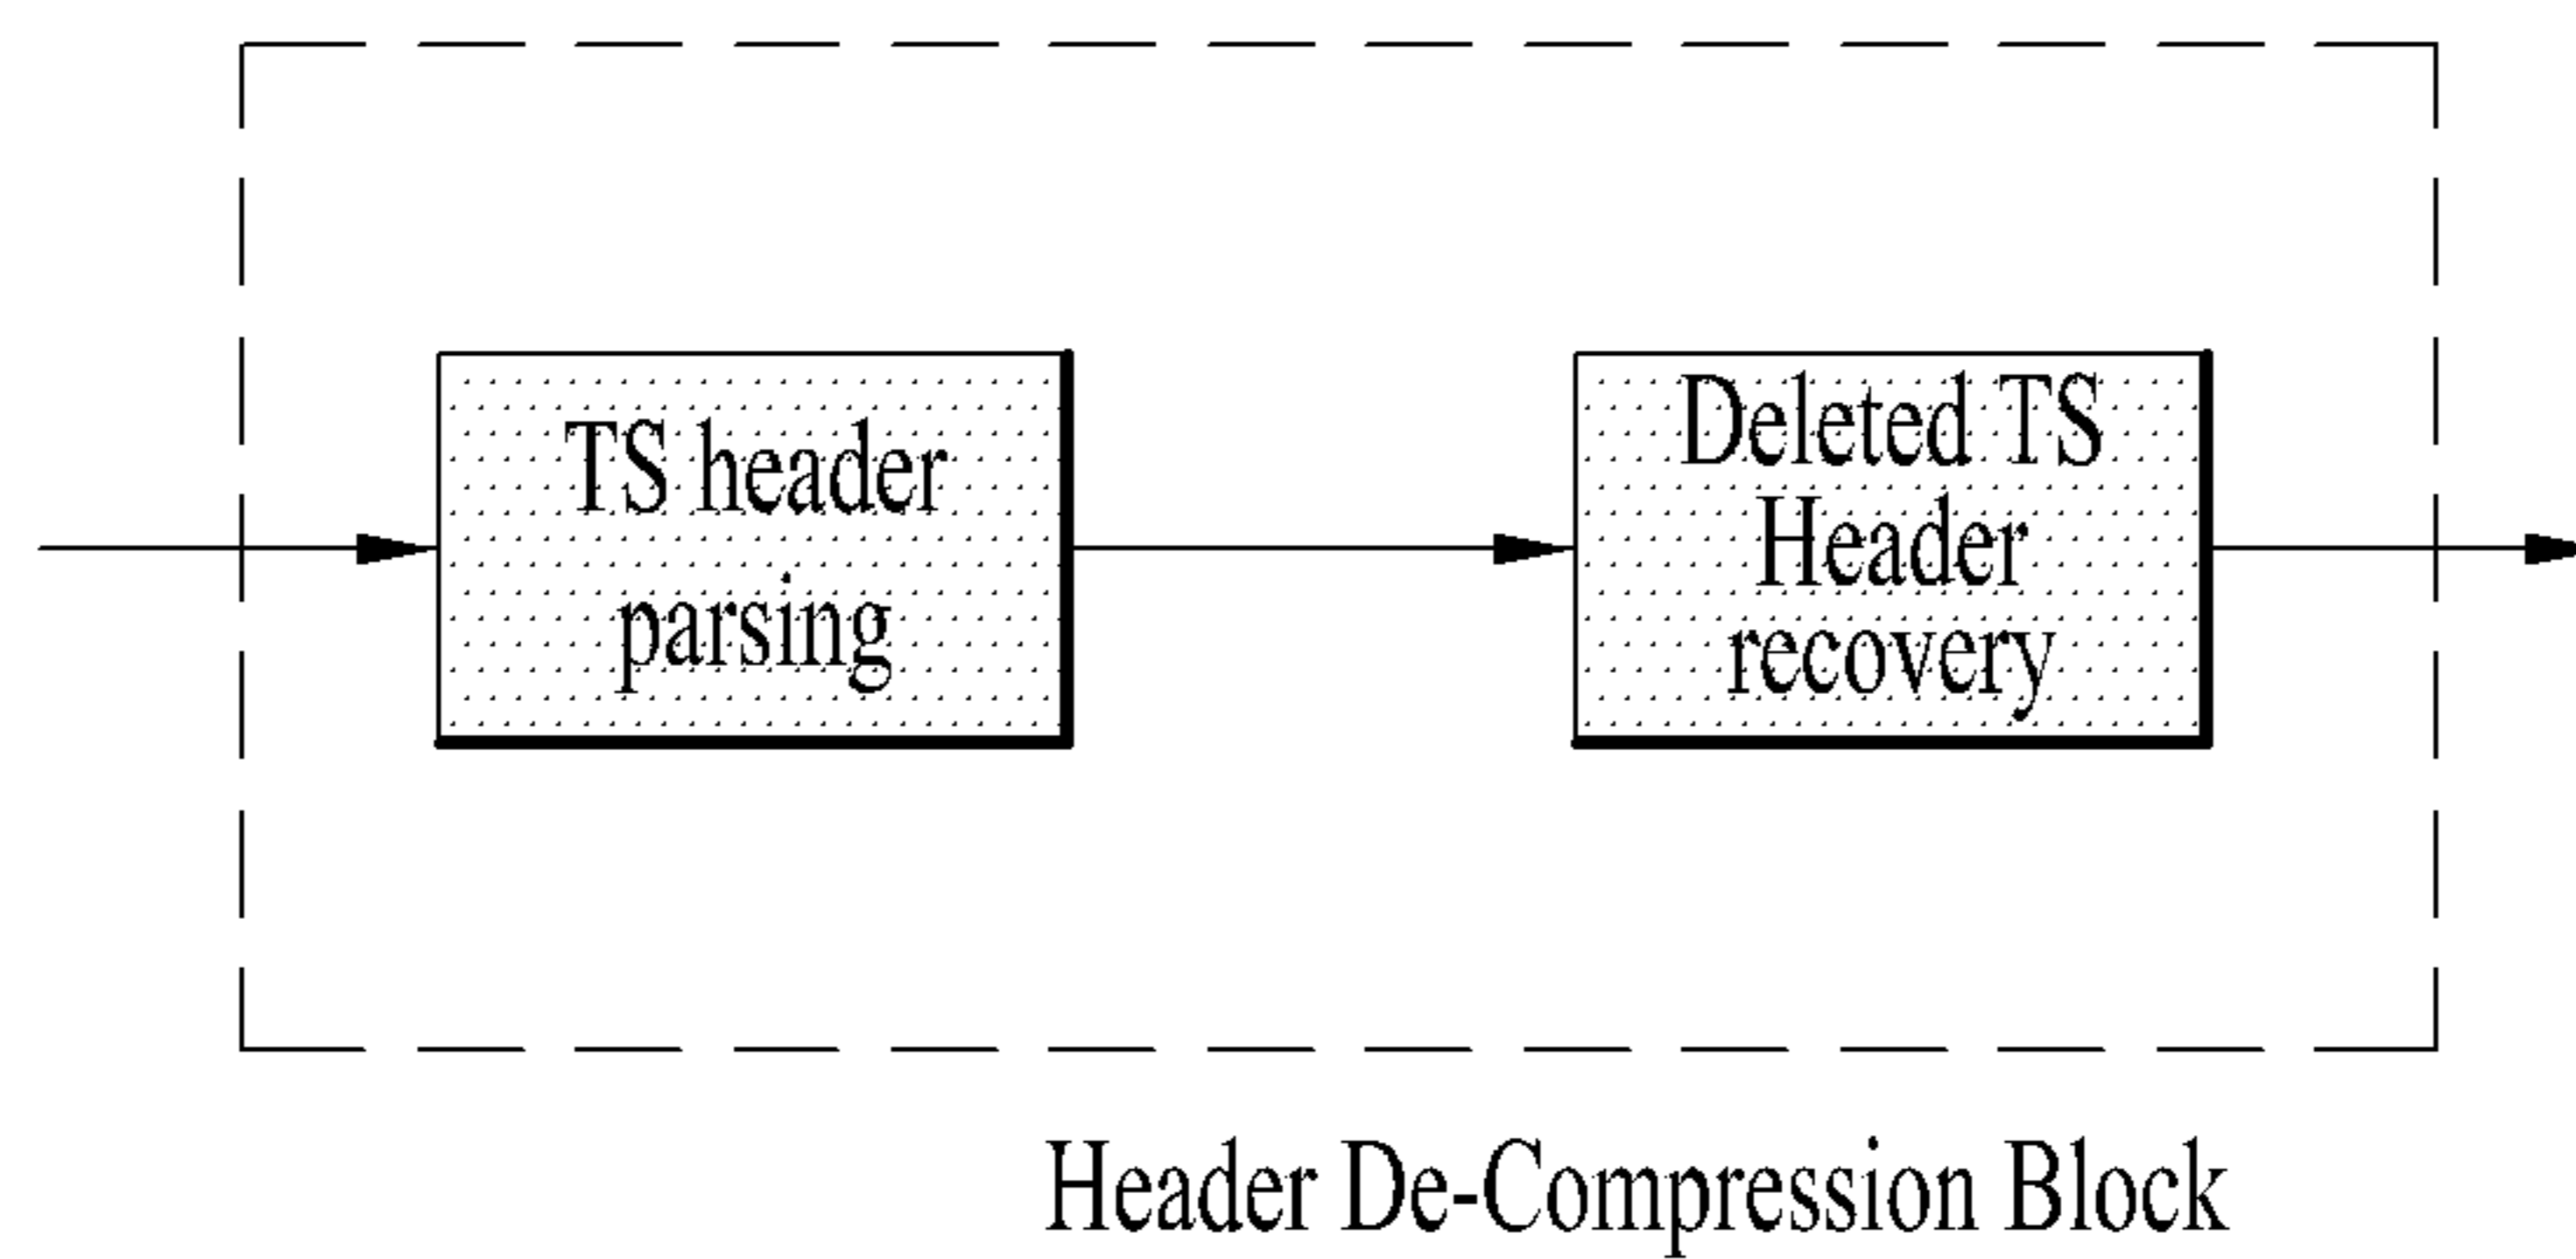 TS header
parsing
Deleted TS
Header
recovery
Header De-Compression Block